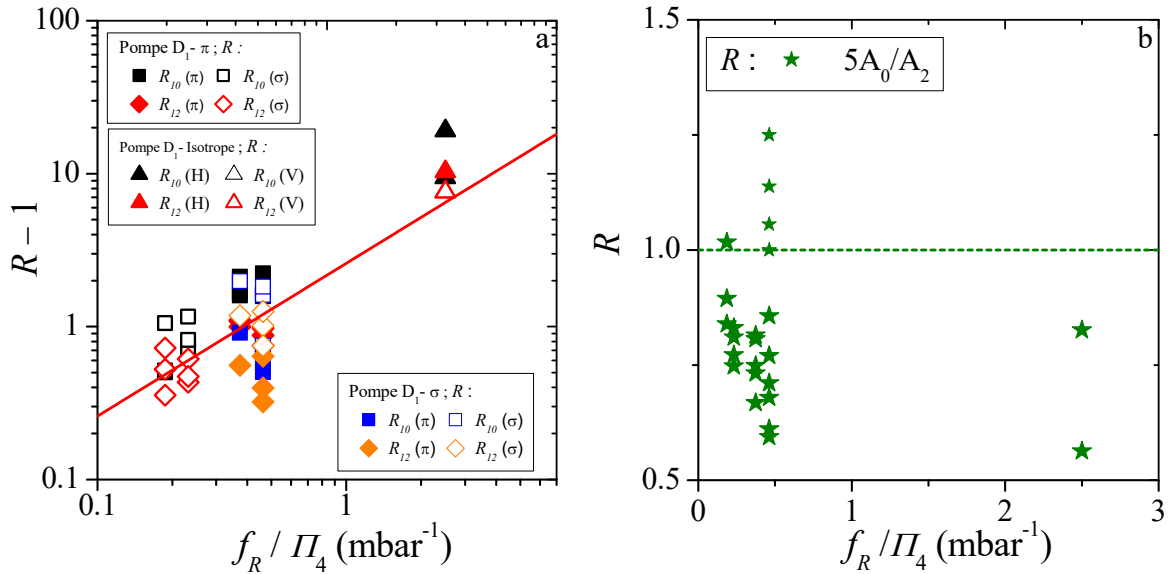 a
100
10
1
0.1
R − 1
Pompe D₁- π ; R :
R₁₀ (π) R₁₀ (σ)
R₁₂ (π) R₁₂ (σ)
Pompe D₁- Isotrope ; R :
R₁₀ (H) R₁₀ (V)
R₁₂ (H) R₁₂ (V)
Pompe D₁- σ ; R :
R₁₀ (π) R₁₀ (σ)
R₁₂ (π) R₁₂ (σ)
0.1 1
f_R / Π₄ (mbar⁻¹)
b
1.5
1.0
0.5
R
R : 5A₀/A₂
0 1 2 3
f_R /Π₄ (mbar⁻¹)